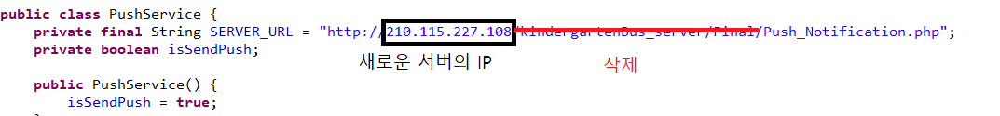 public class PushService {
private final String SERVER_URL = "http://210.115.227.108/kindergartenBus_server/Final/Push_Notification.php";
private boolean isSendPush;
새로운 서버의 IP 삭제
public PushService() {
isSendPush = true;
}